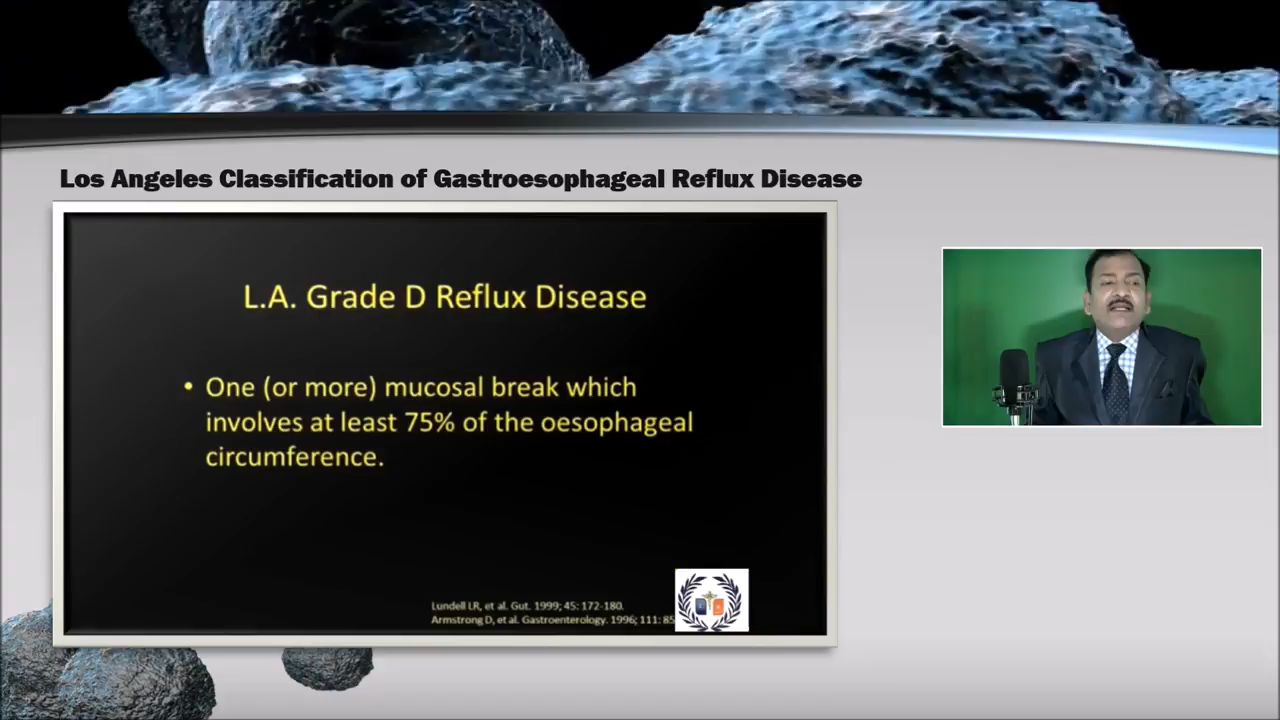 Los Angeles Classification of Gastroesophageal Reflux Disease
L.A. Grade D Reflux Disease
• One (or more) mucosal break which
involves at least 75% of the oesophageal
circumference.
Lundell LR, et al. Gut. 1999; 45: 172-180.
Armstrong D, et al. Gastroenterology. 1996; 111: 85